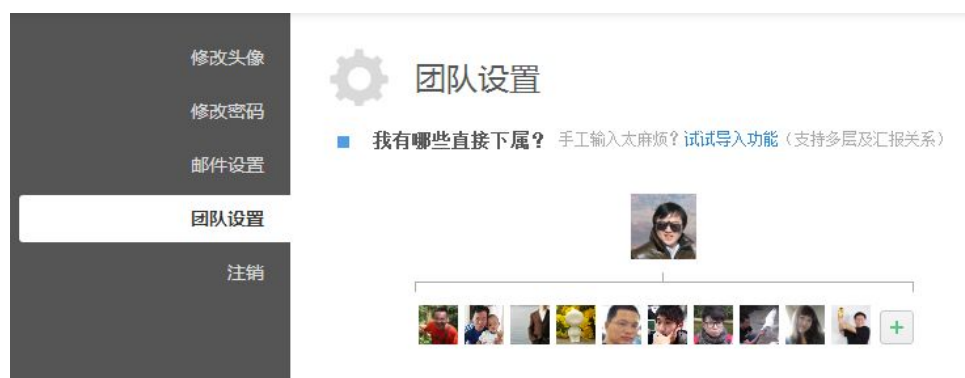 修改头像
修改密码
邮件设置
团队设置
注销
团队设置
我有哪些直接下属？ 手工输入太麻烦？试试导入功能（支持多层及汇报关系）